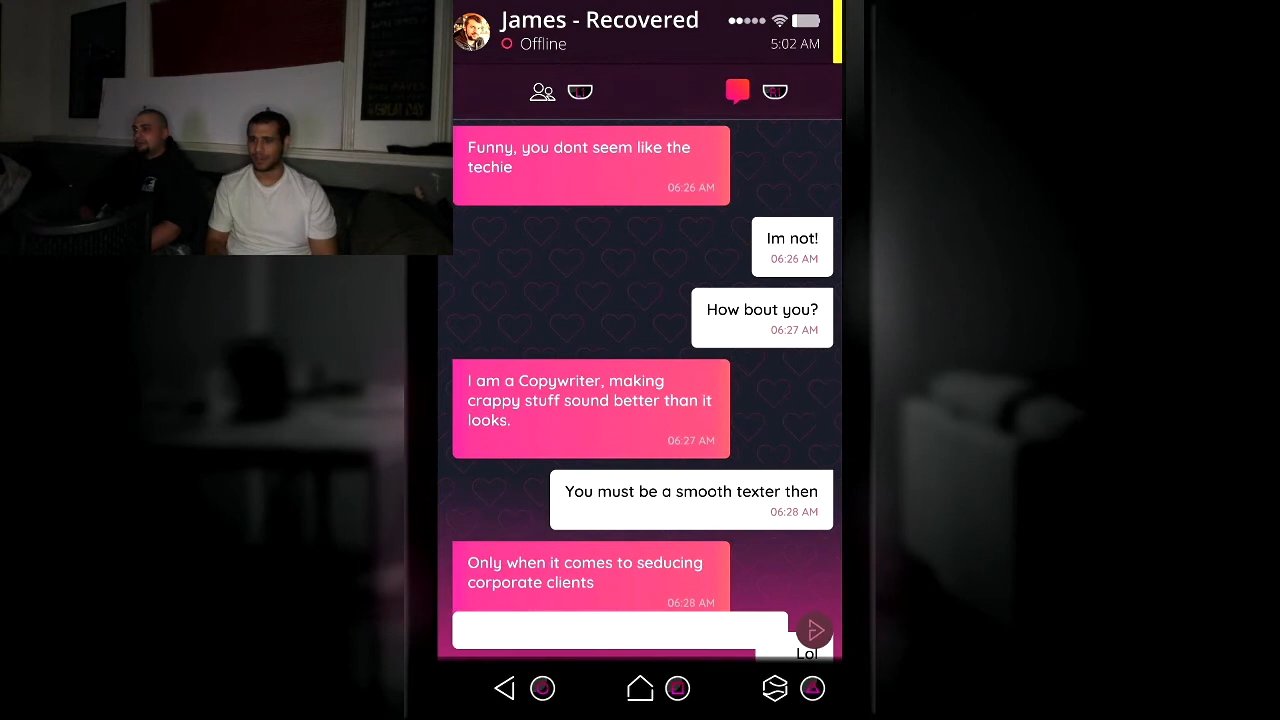 James - Recovered
Offline
5:02 AM
L1
R1
Funny, you dont seem like the
techie
06:26 AM
Im not!
06:26 AM
How bout you?
06:27 AM
I am a Copywriter, making
crappy stuff sound better than it
looks.
06:27 AM
You must be a smooth texter then
06:28 AM
Only when it comes to seducing
corporate clients
06:28 AM
Lol